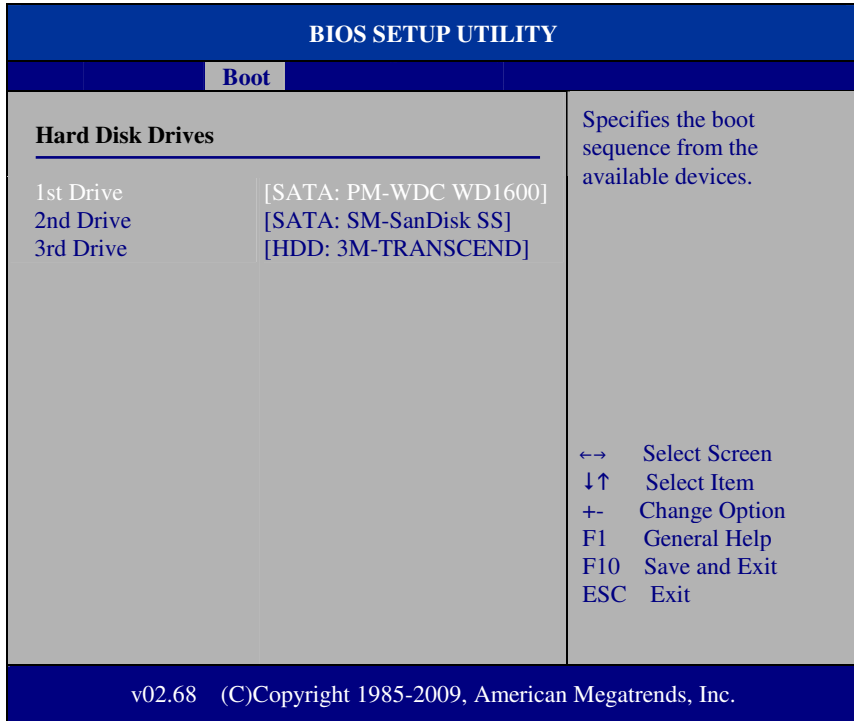 BIOS SETUP UTILITY
Boot
Hard Disk Drives
1st Drive [SATA: PM-WDC WD1600]
2nd Drive [SATA: SM-SanDisk SS]
3rd Drive [HDD: 3M-TRANSCEND]
Specifies the boot
sequence from the
available devices.
←→ Select Screen
↓↑ Select Item
+- Change Option
F1 General Help
F10 Save and Exit
ESC Exit
v02.68 (C)Copyright 1985-2009, American Megatrends, Inc.